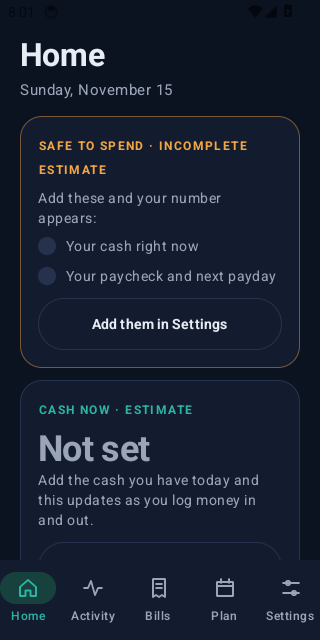 8:01
Home
Sunday, November 15
SAFE TO SPEND · INCOMPLETE
ESTIMATE
Add these and your number
appears:
Your cash right now
Your paycheck and next payday
Add them in Settings
CASH NOW · ESTIMATE
Not set
Add the cash you have today and
this updates as you log money in
and out.
Home Activity Bills Plan Settings